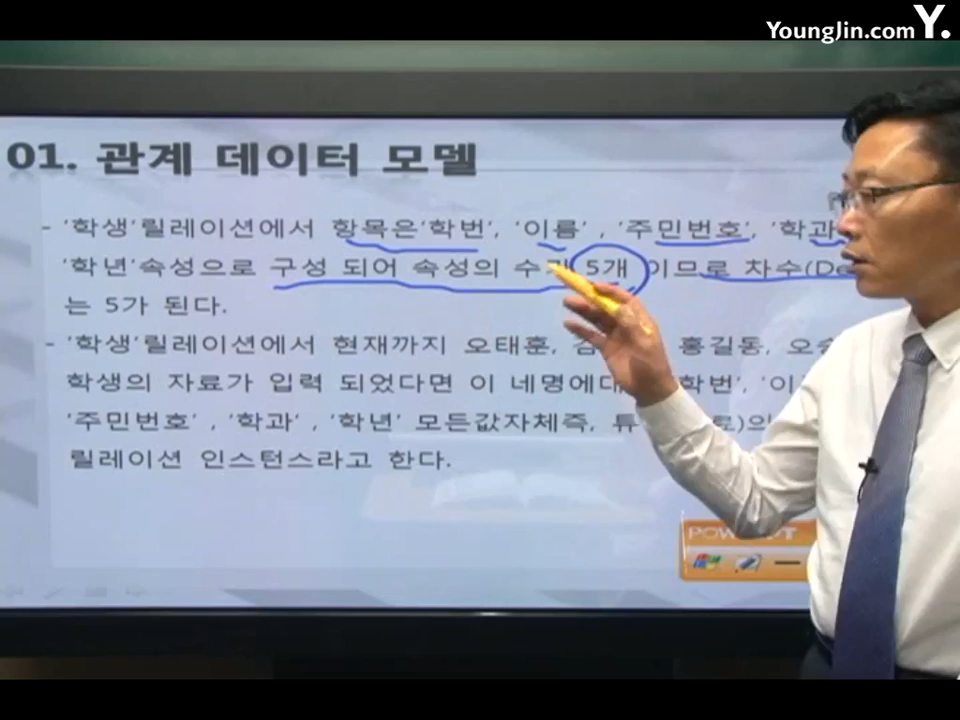 YoungJin.com Y.
01. 관계 데이터 모델
- '학생'릴레이션에서 항목은'학번', '이름' , '주민번호', '학과
'학년'속성으로 구성 되어 속성의 수가 5개 이므로 차수(De
는 5가 된다.
- '학생'릴레이션에서 현재까지 오태훈, 홍길동,
학생의 자료가 입력 되었다면 이 네명에대 학번',
'주민번호' , '학과' , '학년' 모든값자체즉, 튜
릴레이션 인스턴스라고 한다.